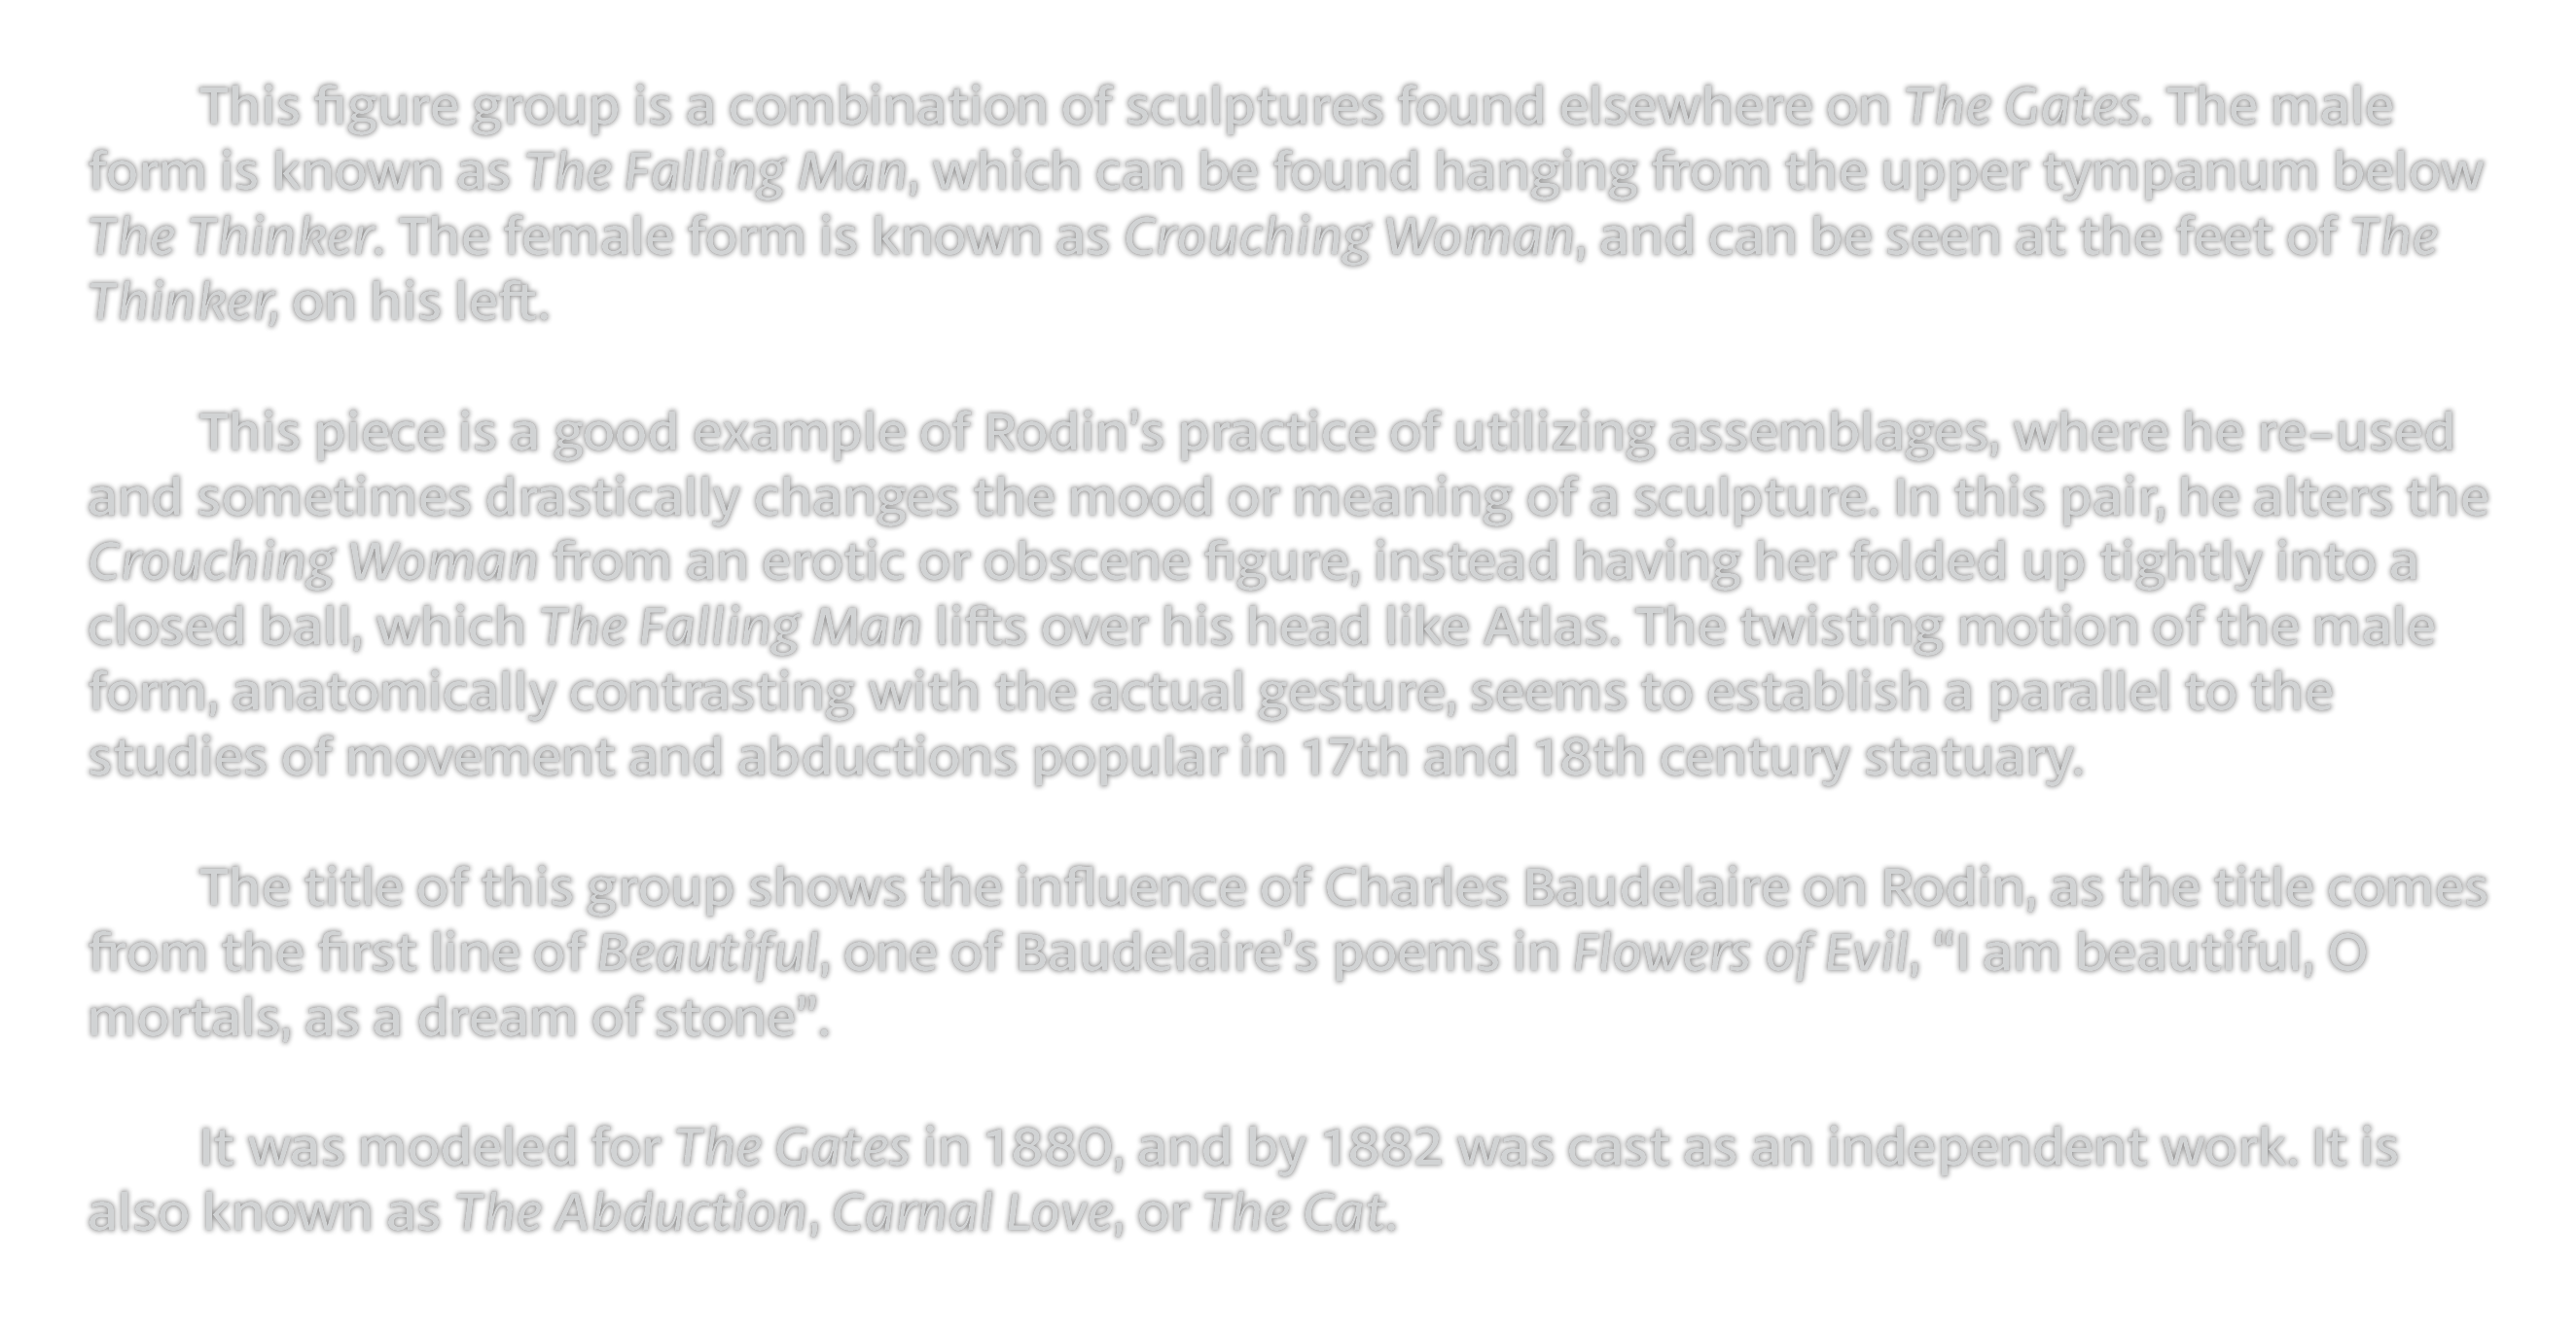 This figure group is a combination of sculptures found elsewhere on The Gates. The male
form is known as The Falling Man, which can be found hanging from the upper tympanum below
The Thinker. The female form is known as Crouching Woman, and can be seen at the feet of The
Thinker, on his left.
This piece is a good example of Rodin's practice of utilizing assemblages, where he re-used
and sometimes drastically changes the mood or meaning of a sculpture. In this pair, he alters the
Crouching Woman from an erotic or obscene figure, instead having her folded up tightly into a
closed ball, which The Falling Man lifts over his head like Atlas. The twisting motion of the male
form, anatomically contrasting with the actual gesture, seems to establish a parallel to the
studies of movement and abductions popular in 17th and 18th century statuary.
The title of this group shows the influence of Charles Baudelaire on Rodin, as the title comes
from the first line of Beautiful, one of Baudelaire's poems in Flowers of Evil, “I am beautiful, O
mortals, as a dream of stone”.
It was modeled for The Gates in 1880, and by 1882 was cast as an independent work. It is
also known as The Abduction, Carnal Love, or The Cat.